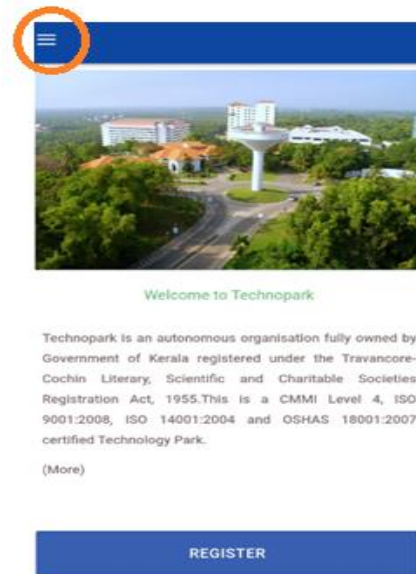 Welcome to Technopark
Technopark is an autonomous organisation fully owned by
Government of Kerala registered under the Travancore-
Cochin Literary, Scientific and Charitable Societies
Registration Act, 1955.This is a CMMI Level 4, ISO
9001:2008, ISO 14001:2004 and OSHAS 18001:2007
certified Technology Park.
(More)
REGISTER